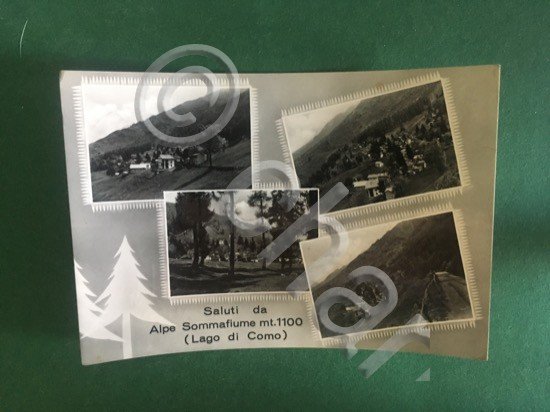 Saluti da
Alpe Sommafiume mt.1100
(Lago di Como)